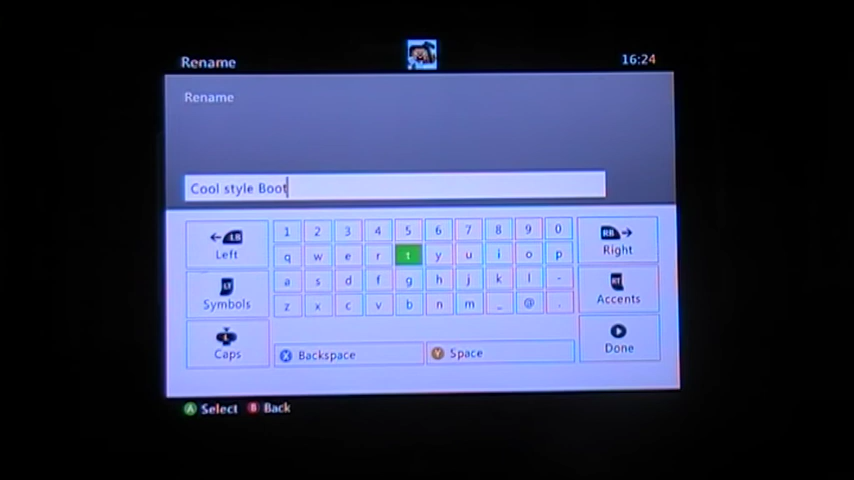 Rename 16:24
Rename
Cool style Boot
LB 1 2 3 4 5 6 7 8 9 0 RB
Left q w e r t y u i o p Right
LT a s d f g h j k l - RT
Symbols z x c v b n m _ @ . Accents
L
Caps X Backspace Y Space Done
A Select B Back